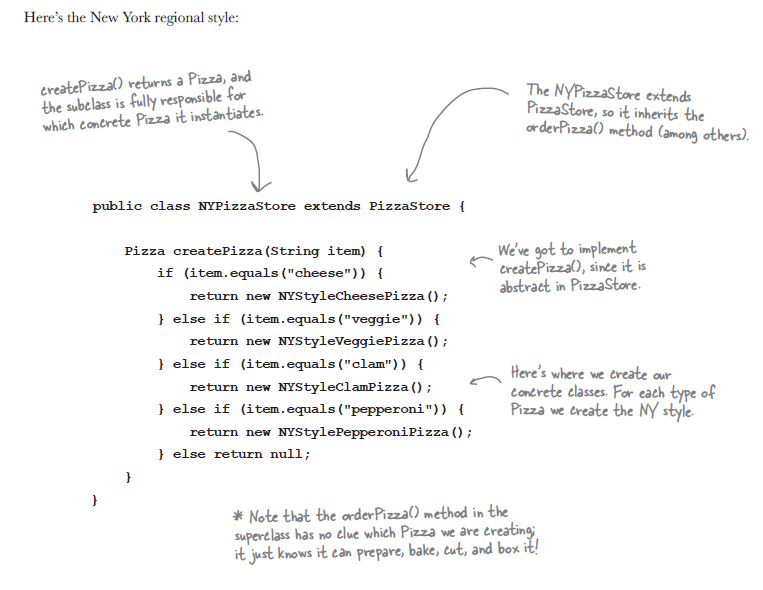 Here's the New York regional style:
createPizza() returns a Pizza, and
the subclass is fully responsible for
which concrete Pizza it instantiates.
The NYPizzaStore extends
PizzaStore, so it inherits the
orderPizza() method (among others).
public class NYPizzaStore extends PizzaStore {
Pizza createPizza(String item) {
if (item.equals("cheese")) {
return new NYStyleCheesePizza();
} else if (item.equals("veggie")) {
return new NYStyleVeggiePizza();
} else if (item.equals("clam")) {
return new NYStyleClamPizza();
} else if (item.equals("pepperoni")) {
return new NYStylePepperoniPizza();
} else return null;
}
}
We've got to implement
createPizza(), since it is
abstract in PizzaStore.
Here's where we create our
concrete classes. For each type of
Pizza we create the NY style.
* Note that the orderPizza() method in the
superclass has no clue which Pizza we are creating;
it just knows it can prepare, bake, cut, and box it!